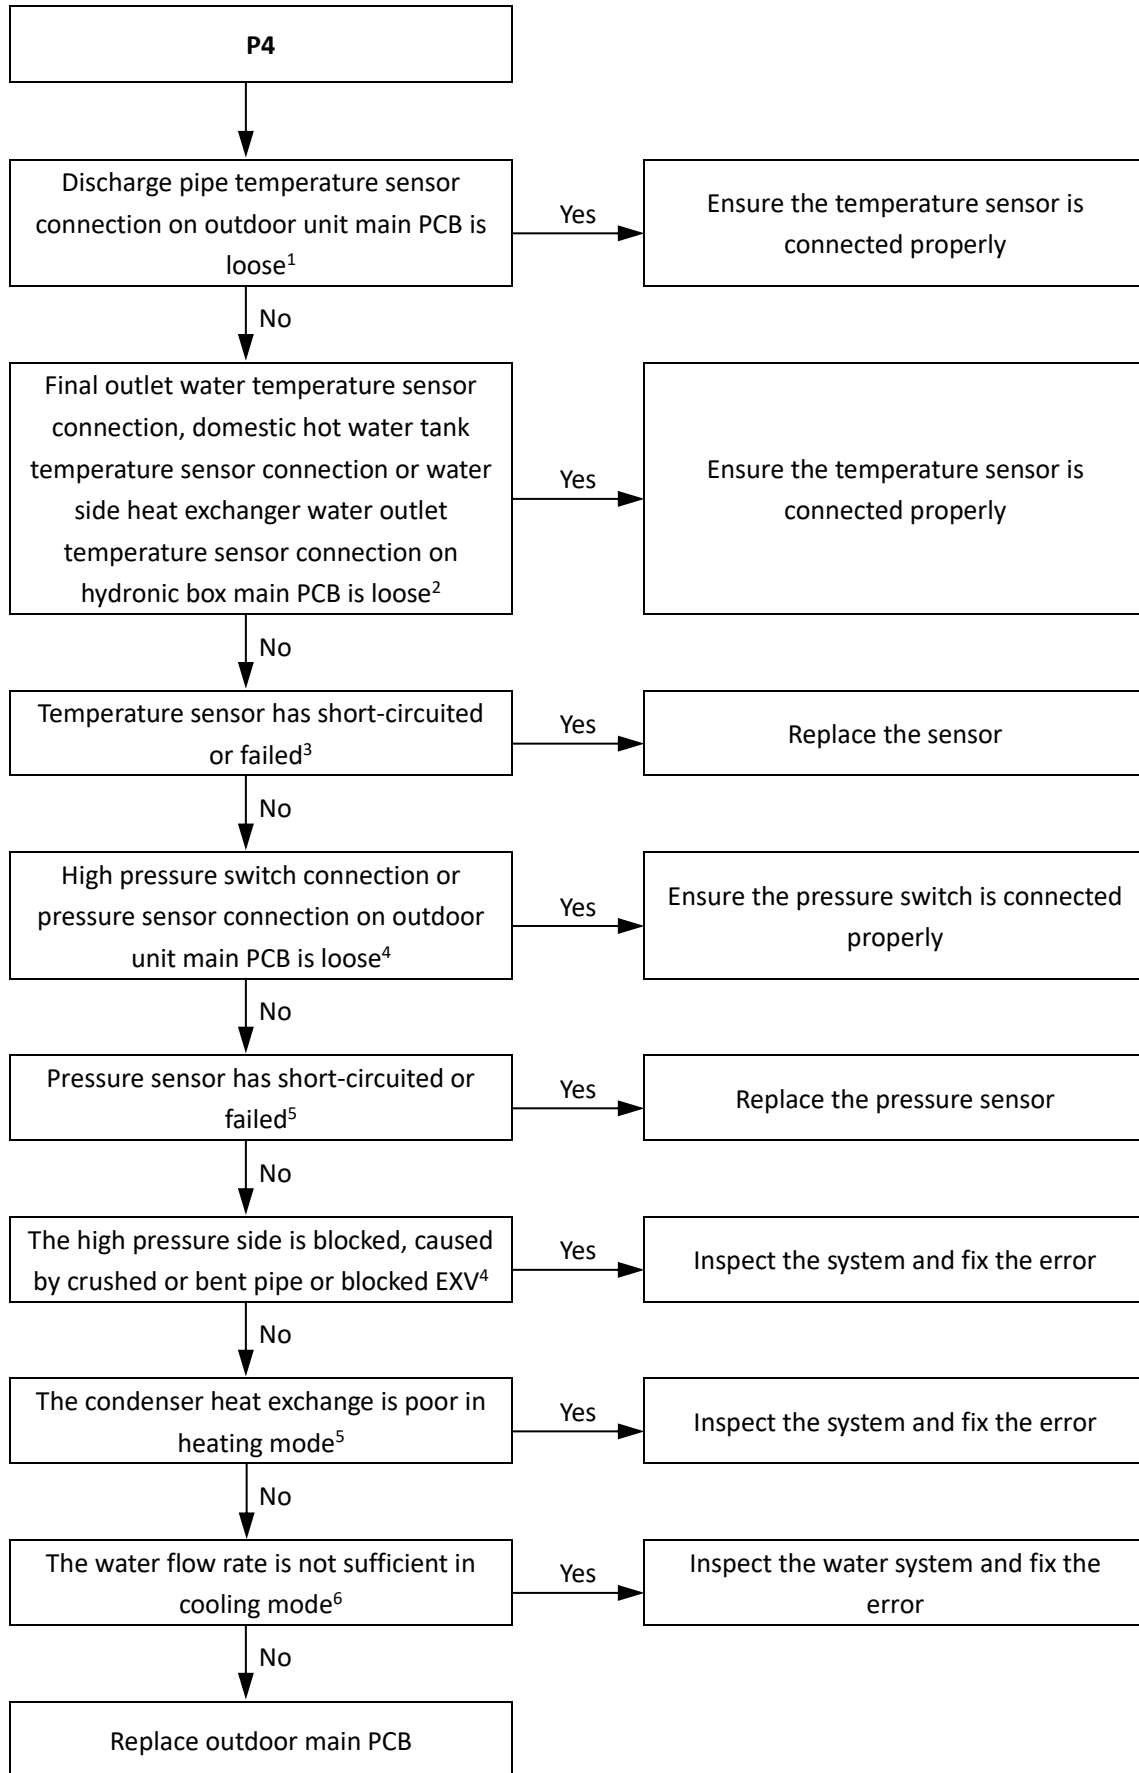 P4
Discharge pipe temperature sensor
connection on outdoor unit main PCB is
loose¹
Yes
Ensure the temperature sensor is
connected properly
No
Final outlet water temperature sensor
connection, domestic hot water tank
temperature sensor connection or water
side heat exchanger water outlet
temperature sensor connection on
hydronic box main PCB is loose²
Yes
Ensure the temperature sensor is
connected properly
No
Temperature sensor has short-circuited
or failed³
Yes
Replace the sensor
No
High pressure switch connection or
pressure sensor connection on outdoor
unit main PCB is loose⁴
Yes
Ensure the pressure switch is connected
properly
No
Pressure sensor has short-circuited or
failed⁵
Yes
Replace the pressure sensor
No
The high pressure side is blocked, caused
by crushed or bent pipe or blocked EXV⁴
Yes
Inspect the system and fix the error
No
The condenser heat exchange is poor in
heating mode⁵
Yes
Inspect the system and fix the error
No
The water flow rate is not sufficient in
cooling mode⁶
Yes
Inspect the water system and fix the
error
No
Replace outdoor main PCB